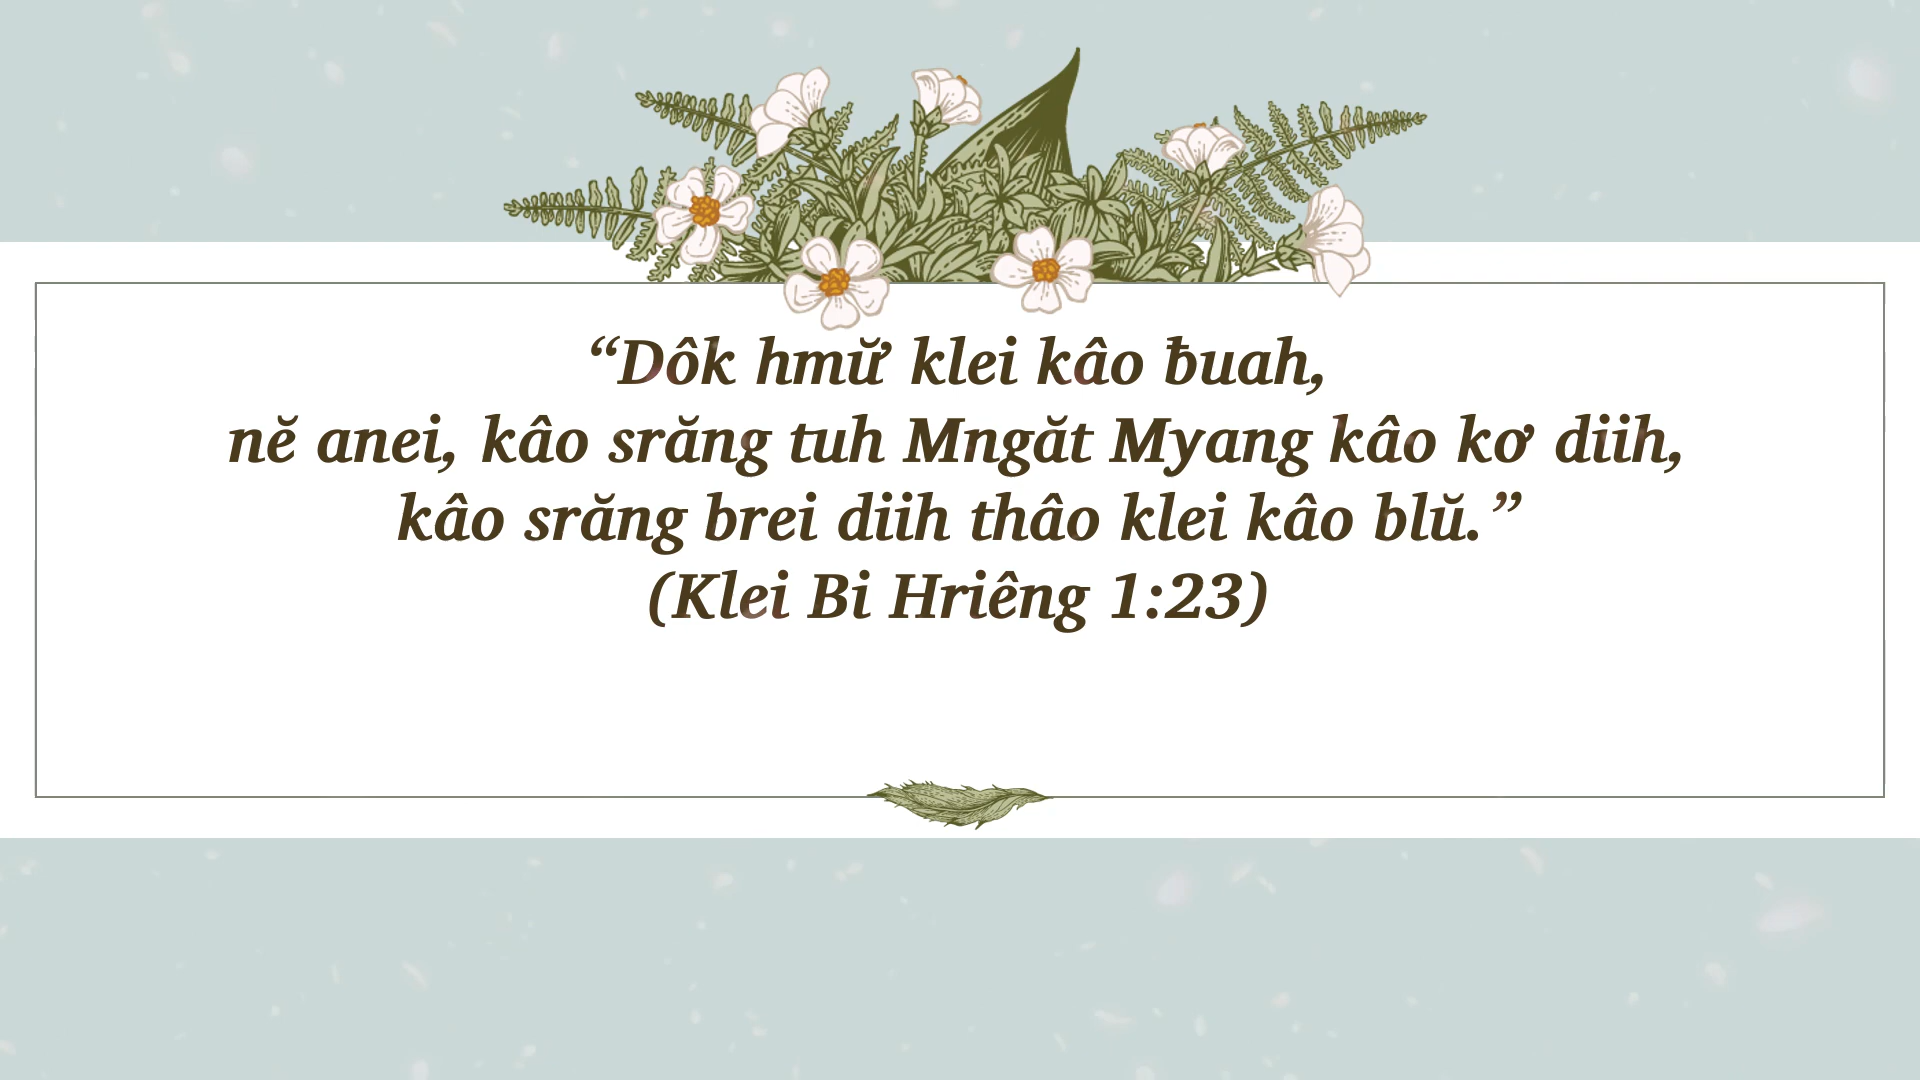 “Dôk hmư̆ klei kâo ƀuah,
nĕ anei, kâo srăng tuh Mngăt Myang kâo kơ diih,
kâo srăng brei diih thâo klei kâo blŭ.”
(Klei Bi Hriêng 1:23)